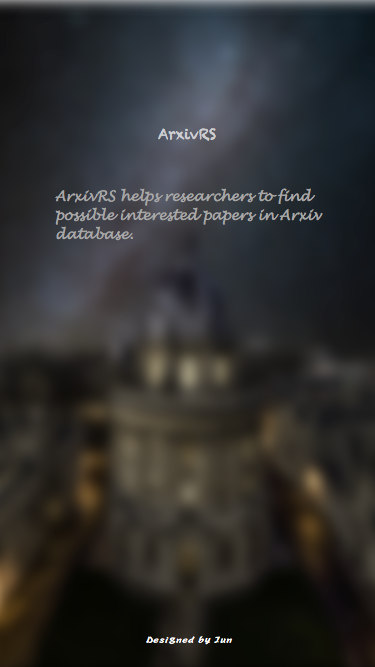 ArxivRS
ArxivRS helps researchers to find
possible interested papers in Arxiv
database.
Designed by Jun